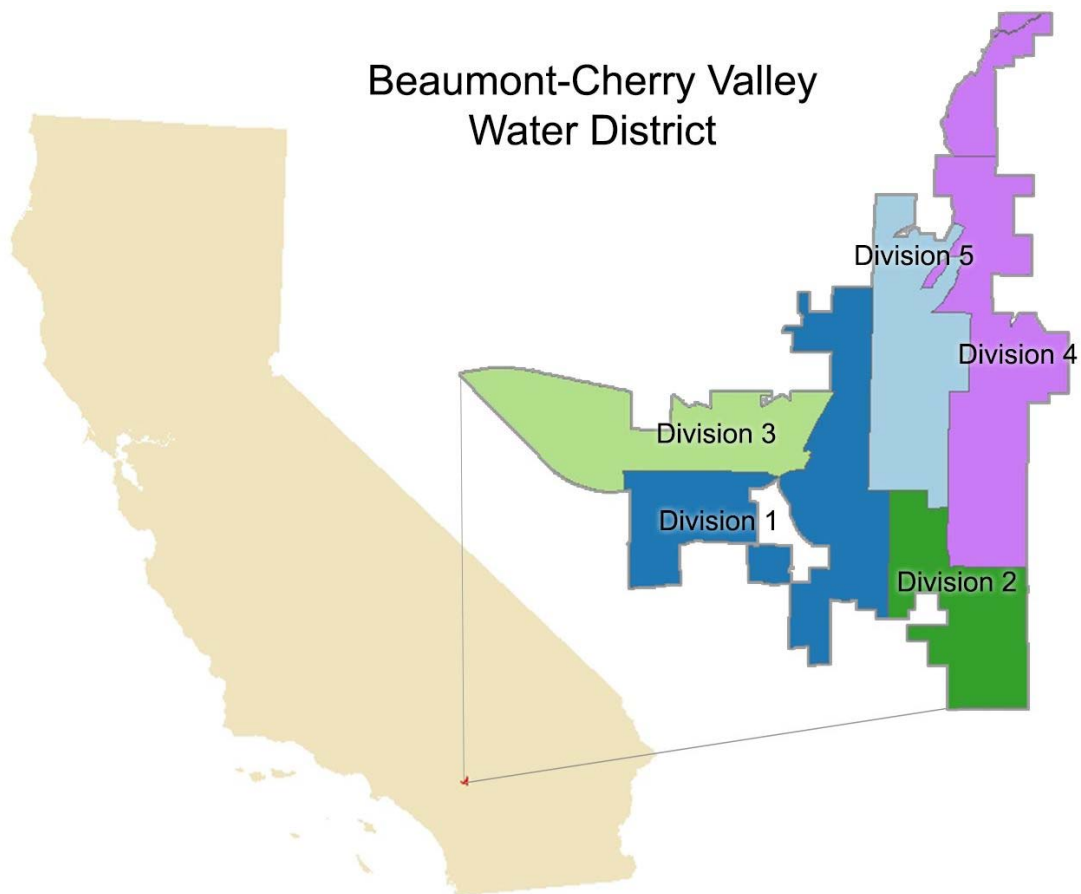 Beaumont-Cherry Valley
Water District
Division 5
Division 4
Division 3
Division 1
Division 2